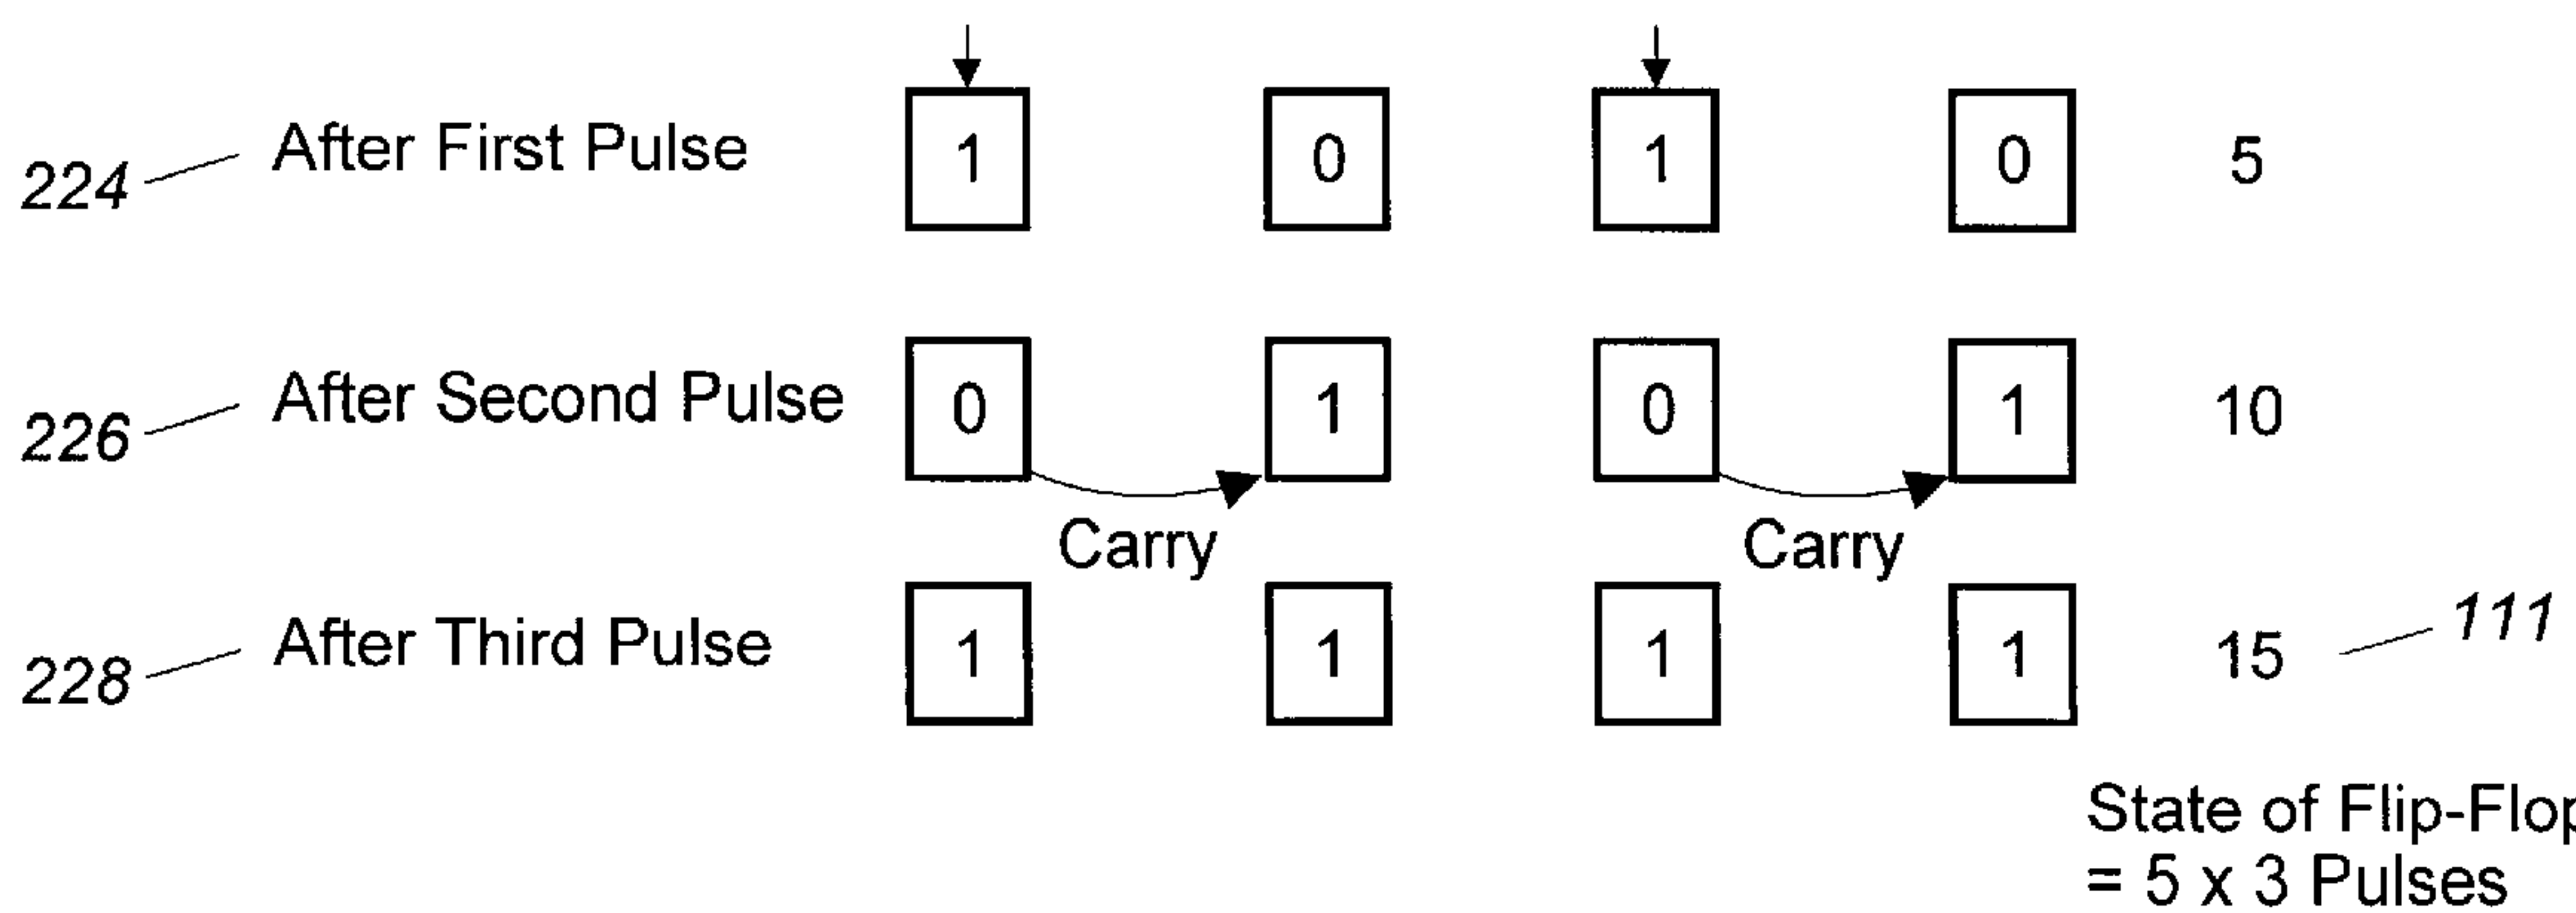 224 After First Pulse 1 0 1 0 5
226 After Second Pulse 0 1 0 1 10
Carry Carry
228 After Third Pulse 1 1 1 1 15 111
State of Flip-Flop
= 5 x 3 Pulses